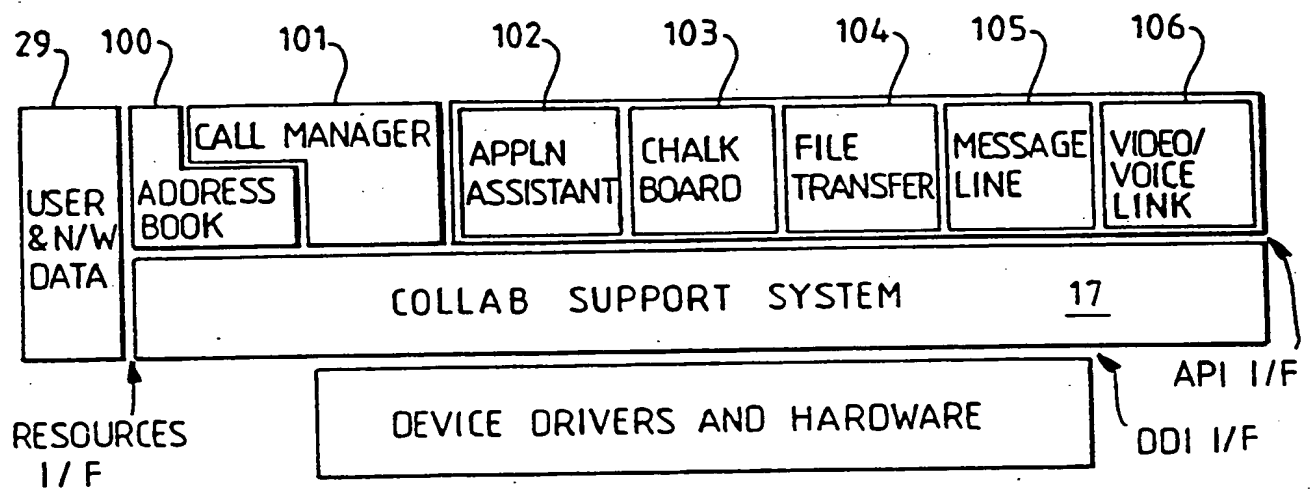 29 100 101 102 103 104 105 106
USER
& N/W
DATA
ADDRESS
BOOK
CALL MANAGER
APPLN
ASSISTANT
CHALK
BOARD
FILE
TRANSFER
MESSAGE
LINE
VIDEO/
VOICE
LINK
COLLAB SUPPORT SYSTEM 17
DEVICE DRIVERS AND HARDWARE
RESOURCES
I/F
API I/F
DDI I/F